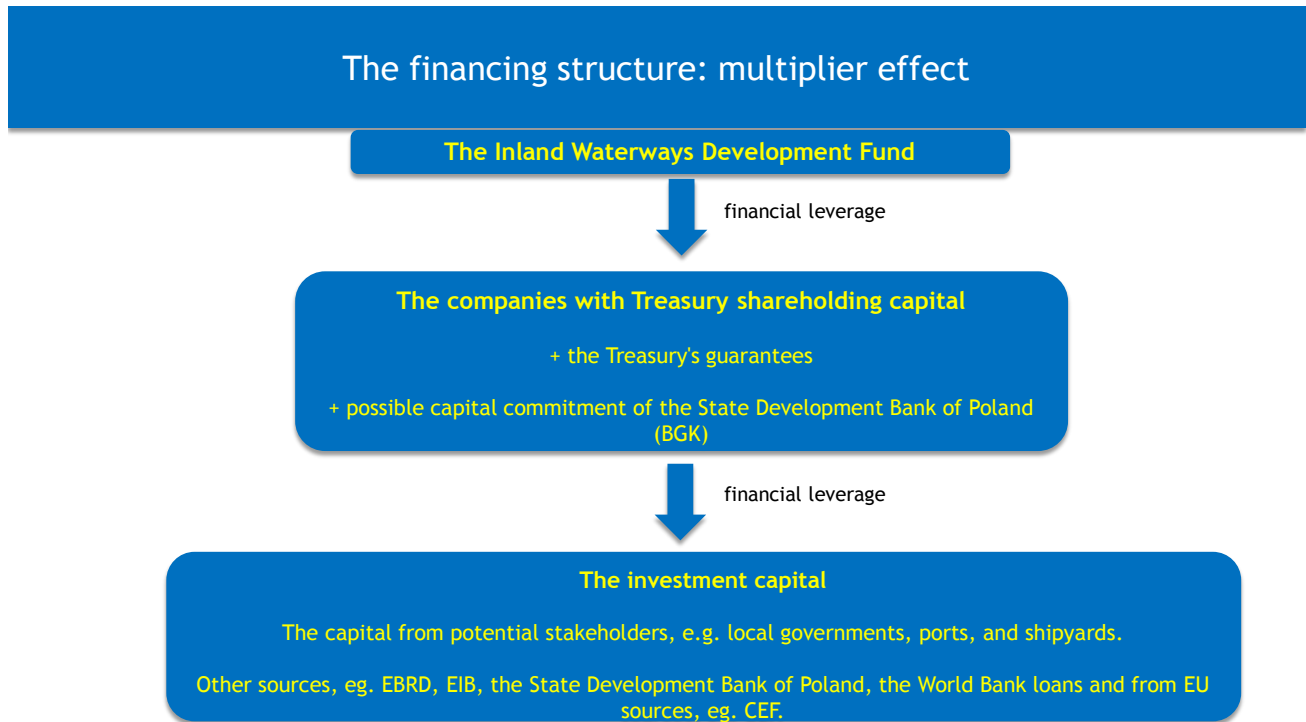 The financing structure: multiplier effect
The Inland Waterways Development Fund
financial leverage
The companies with Treasury shareholding capital
+ the Treasury's guarantees
+ possible capital commitment of the State Development Bank of Poland
(BGK)
financial leverage
The investment capital
The capital from potential stakeholders, e.g. local governments, ports, and shipyards.
Other sources, eg. EBRD, EIB, the State Development Bank of Poland, the World Bank loans and from EU
sources, eg. CEF.